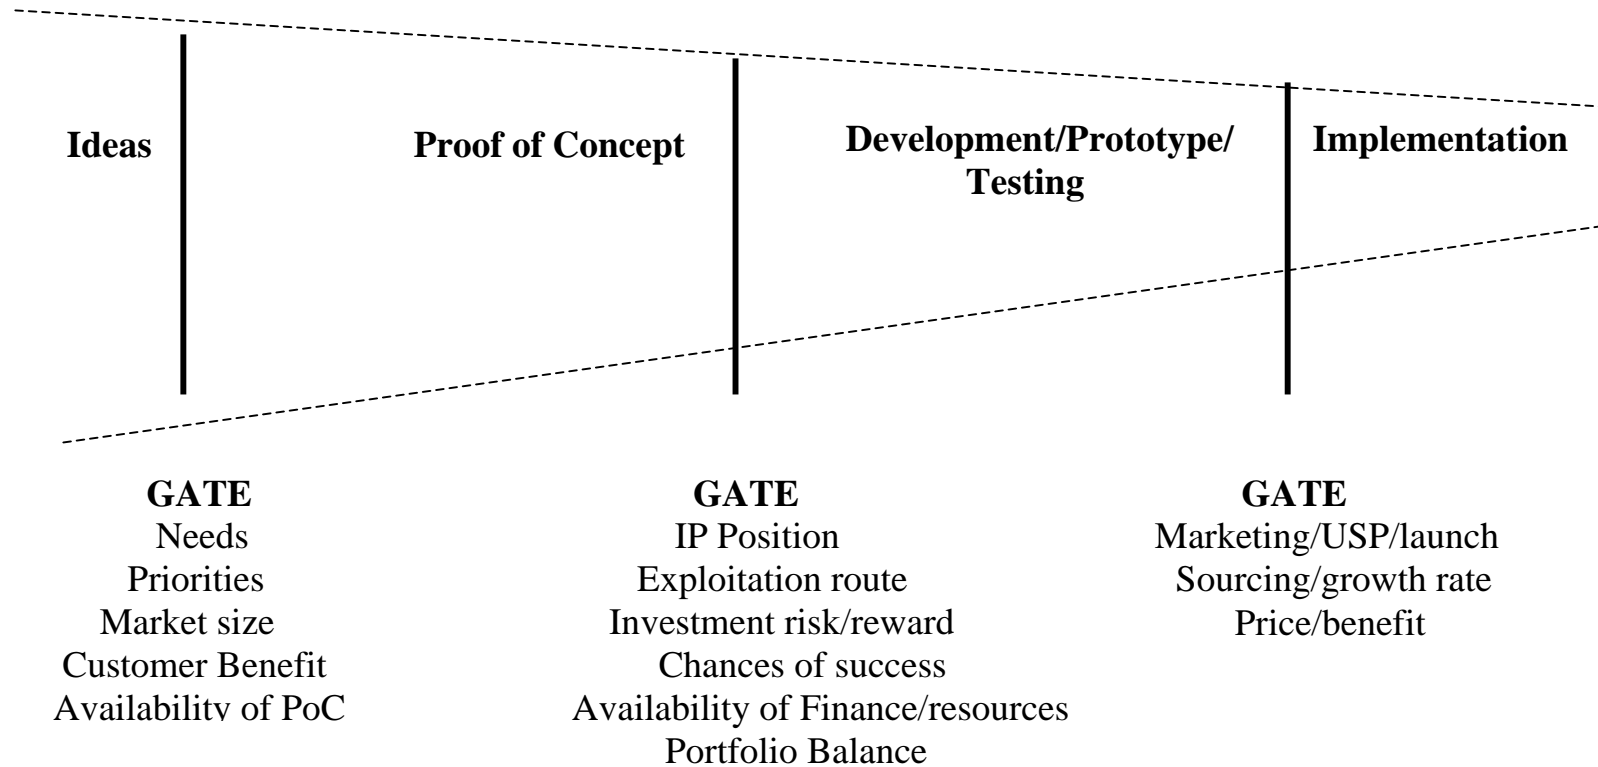 Ideas
Proof of Concept
Development/Prototype/
Testing
Implementation
GATE
Needs
Priorities
Market size
Customer Benefit
Availability of PoC
GATE
IP Position
Exploitation route
Investment risk/reward
Chances of success
Availability of Finance/resources
Portfolio Balance
GATE
Marketing/USP/launch
Sourcing/growth rate
Price/benefit